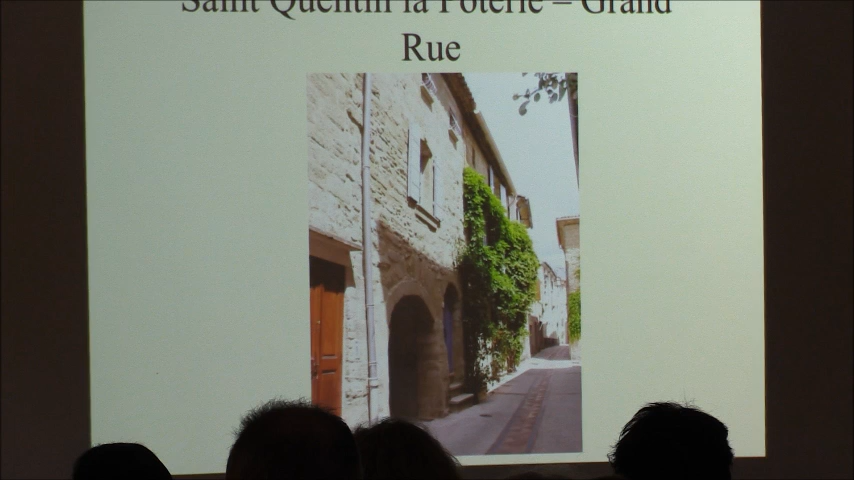 Saint Quentin la Poterie – Grand
Rue